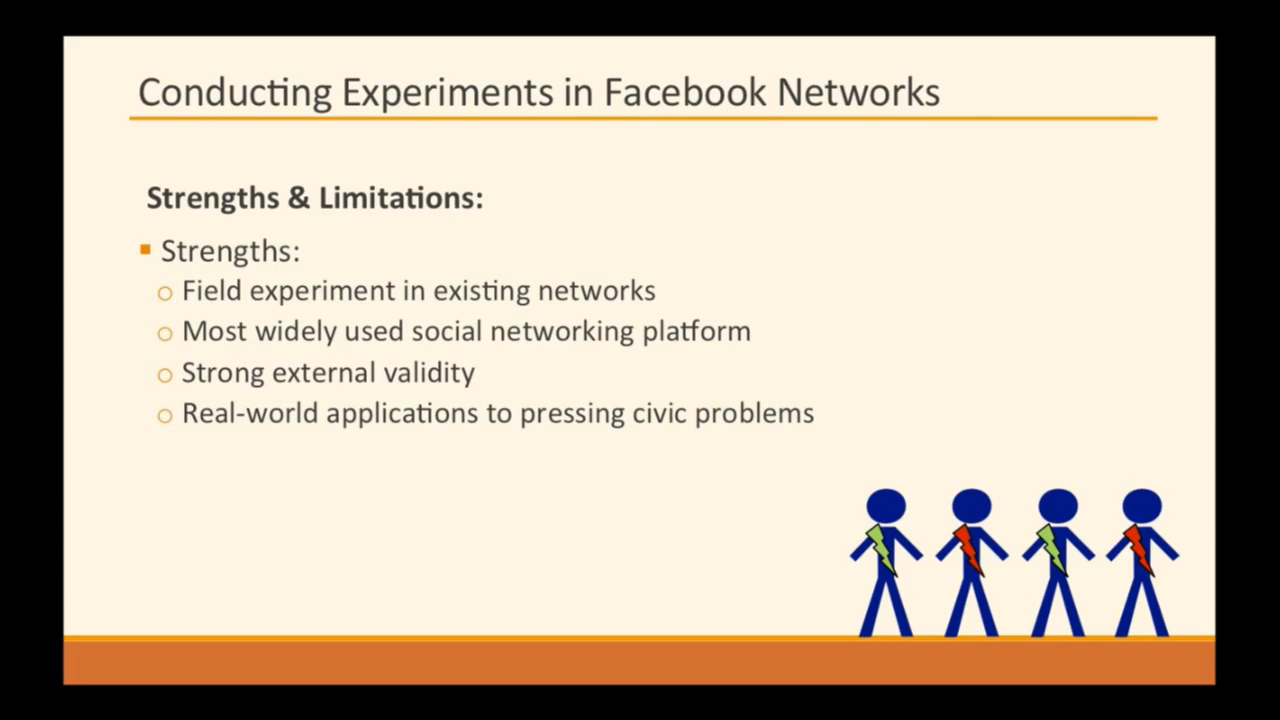 Conducting Experiments in Facebook Networks
Strengths & Limitations:
Strengths:
Field experiment in existing networks
Most widely used social networking platform
Strong external validity
Real-world applications to pressing civic problems